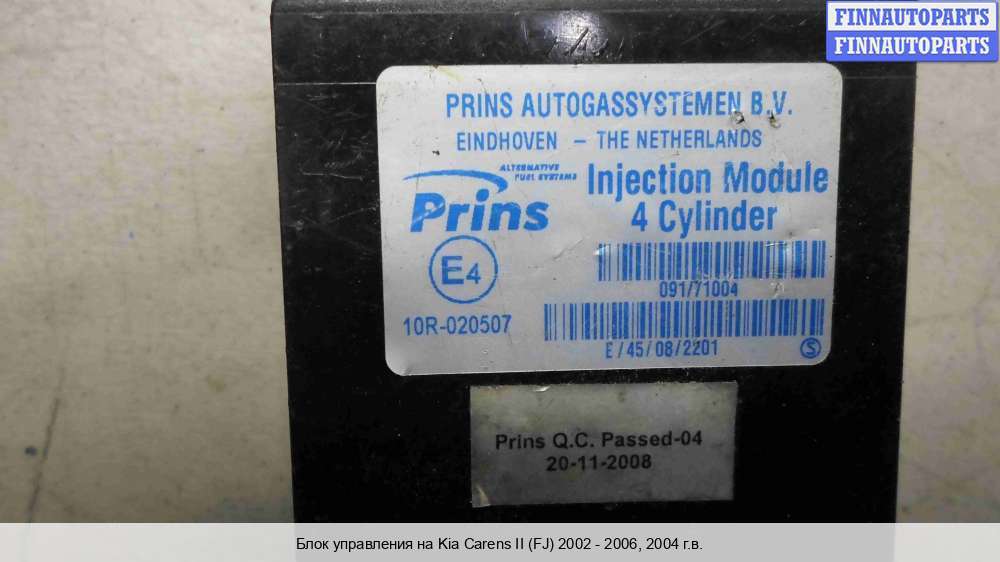 FINNAUTOPARTS
FINNAUTOPARTS
PRINS AUTOGASSYSTEMEN B.V.
EINDHOVEN – THE NETHERLANDS
ALTERNATIVE
FUEL SYSTEMS
Prins
Injection Module
4 Cylinder
E4
091/71004
10R-020507
E/45/08/2201
S
Prins Q.C. Passed-04
20-11-2008
Блок управления на Kia Carens II (FJ) 2002 - 2006, 2004 г.в.